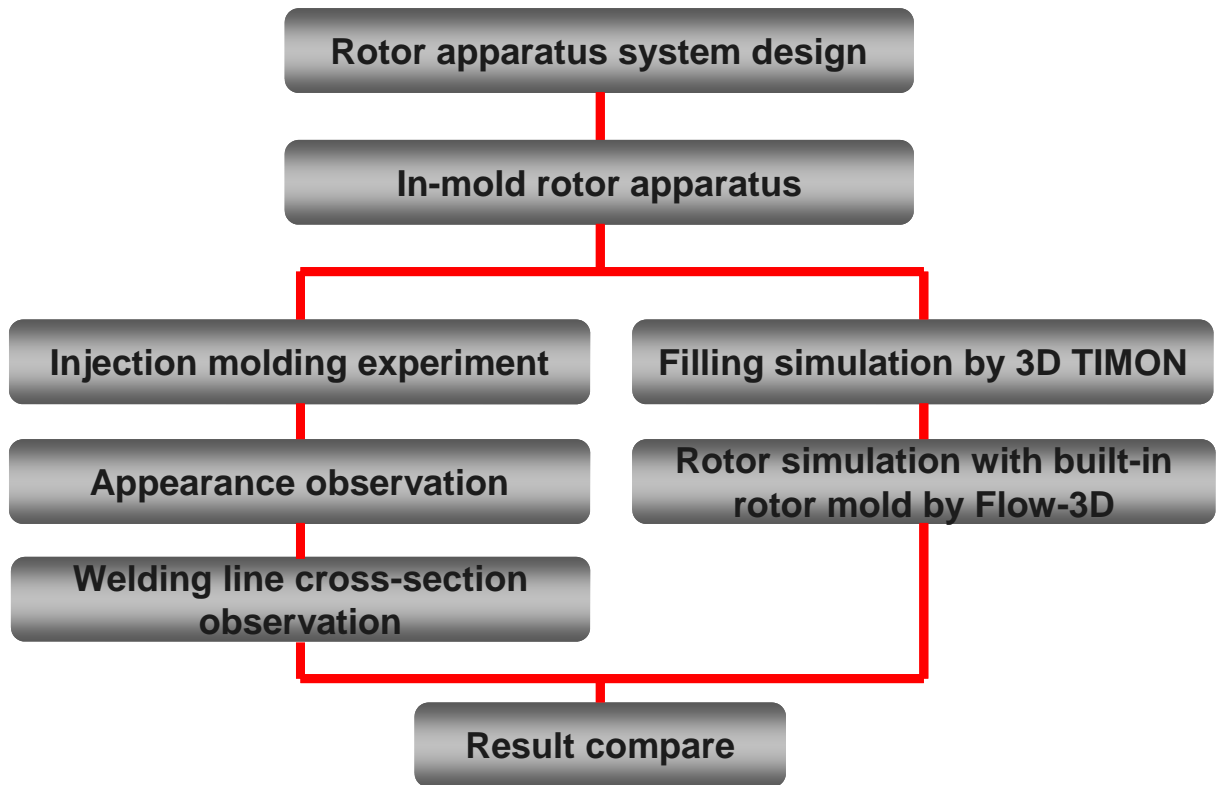 Rotor apparatus system design
In-mold rotor apparatus
Injection molding experiment
Appearance observation
Welding line cross-section
observation
Filling simulation by 3D TIMON
Rotor simulation with built-in
rotor mold by Flow-3D
Result compare